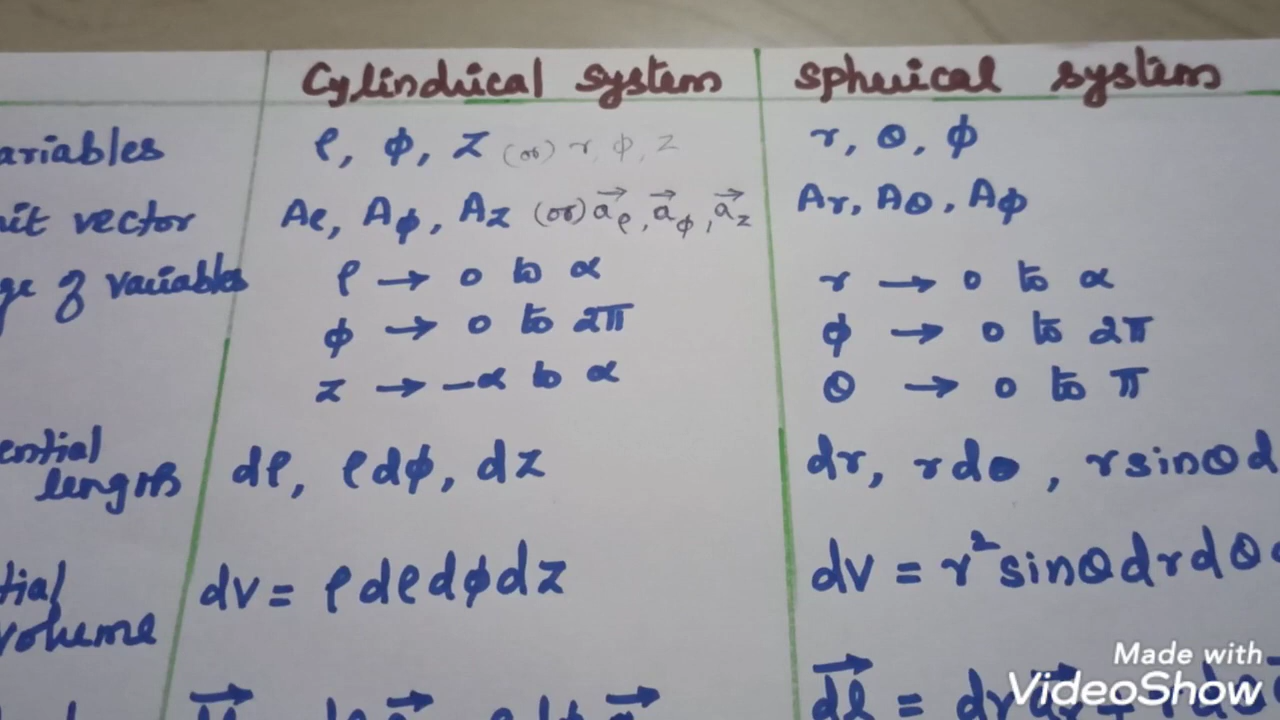 Cylindrical system spherical system
ariables ρ, ϕ, z (or) r, ϕ, z r, θ, ϕ
nit vector Aρ, Aϕ, Az (or) a⃗ρ, a⃗ϕ, a⃗z Ar, Aθ, Aϕ
ge of variables ρ → 0 to α r → 0 to α
ϕ → 0 to 2π ϕ → 0 to 2π
z → -α to α θ → 0 to π
ential lengths dρ, ρdϕ, dz dr, rdθ, rsinθd
tial volume dv = ρdρdϕdz dv = r²sinθdrdθ
Made with
VideoShow